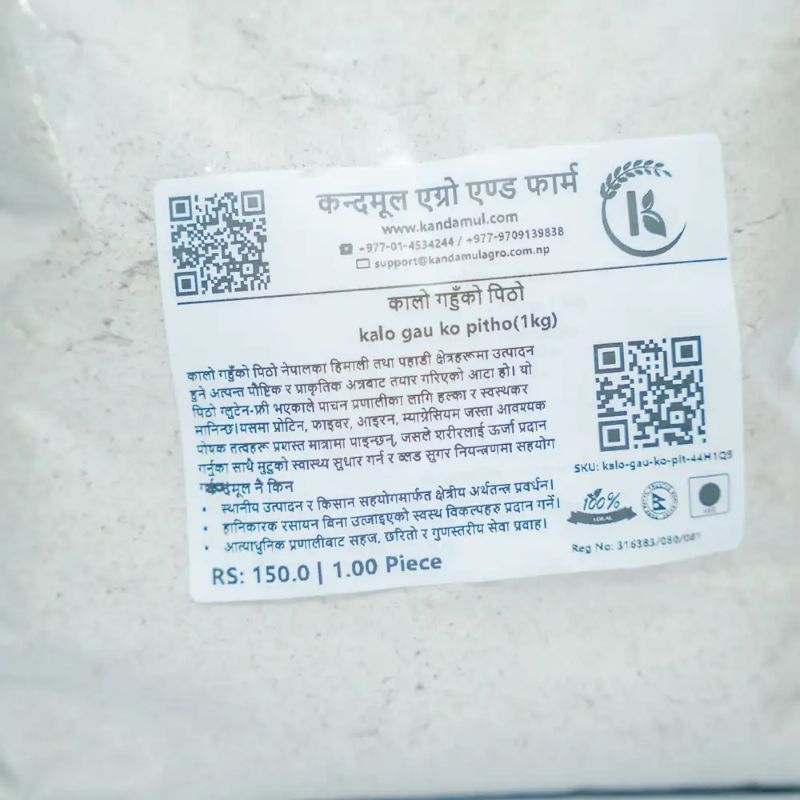 कन्दमूल एग्रो एण्ड फार्म
www.kandamul.com
+977-01-4534244 / +977-9709139838
support@kandamulagro.com.np
कालो गहुँको पिठो
kalo gau ko pitho(1kg)
कालो गहुँको पिठो नेपालका हिमाली तथा पहाडी क्षेत्रहरूमा उत्पादन
हुने अत्यन्त पौष्टिक र प्राकृतिक अन्नबाट तयार गरिएको आटा हो। यो
पिठो ग्लुटेन-फ्री भएकाले पाचन प्रणालीका लागि हल्का र स्वस्थकर
मानिन्छ।यसमा प्रोटिन, फाइबर, आइरन, म्याग्नेसियम जस्ता आवश्यक
पोषक तत्वहरू प्रशस्त मात्रामा पाइन्छन्, जसले शरीरलाई ऊर्जा प्रदान
गर्नुका साथै मुटुको स्वास्थ्य सुधार गर्न र ब्लड सुगर नियन्त्रणमा सहयोग
कन्दमूल नै किन
• स्थानीय उत्पादन र किसान सहयोगमार्फत क्षेत्रीय अर्थतन्त्र प्रवर्धन।
• हानिकारक रसायन बिना उब्जाइएको स्वस्थ विकल्पहरु प्रदान गर्ने।
• अत्याधुनिक प्रणालीबाट सहज, छरितो र गुणस्तरीय सेवा प्रवाह।
RS: 150.0 | 1.00 Piece
SKU: kalo-gau-ko-pit-44H1Q9
100%
LOCAL
VEG
Reg No: 316383/080/081